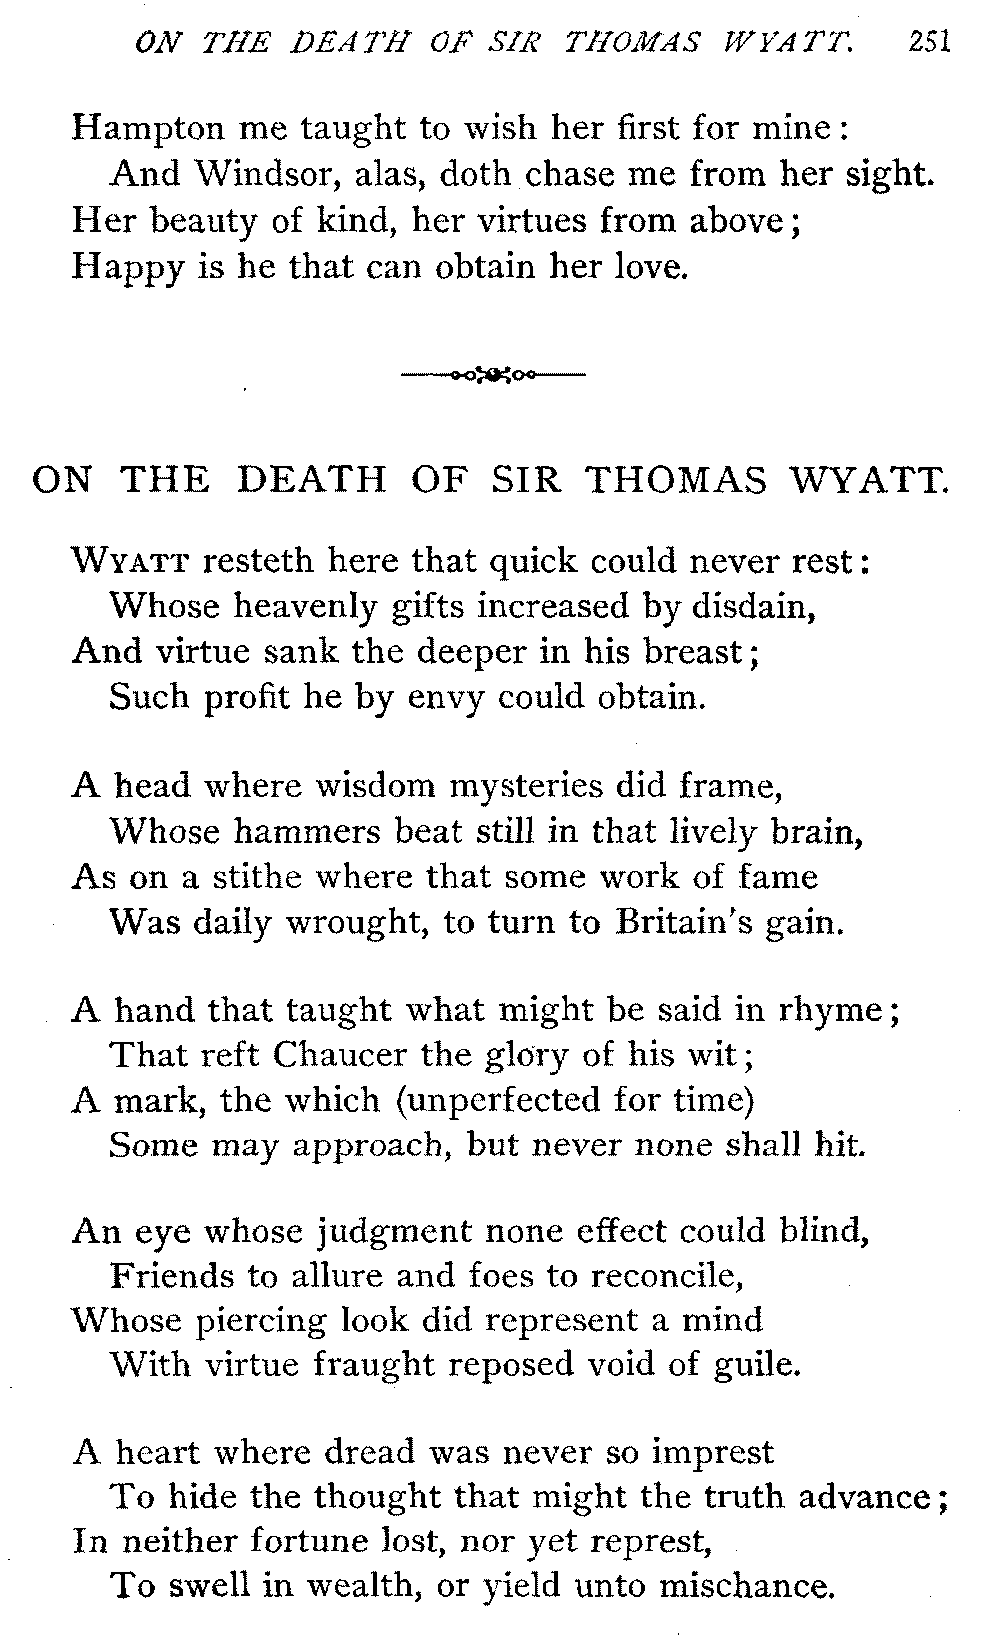 ON THE DEATH OF SIR THOMAS WYATT. 251
Hampton me taught to wish her first for mine :
And Windsor, alas, doth chase me from her sight.
Her beauty of kind, her virtues from above ;
Happy is he that can obtain her love.
ON THE DEATH OF SIR THOMAS WYATT.
WYATT resteth here that quick could never rest :
Whose heavenly gifts increased by disdain,
And virtue sank the deeper in his breast ;
Such profit he by envy could obtain.
A head where wisdom mysteries did frame,
Whose hammers beat still in that lively brain,
As on a stithe where that some work of fame
Was daily wrought, to turn to Britain's gain.
A hand that taught what might be said in rhyme ;
That reft Chaucer the glory of his wit ;
A mark, the which (unperfected for time)
Some may approach, but never none shall hit.
An eye whose judgment none effect could blind,
Friends to allure and foes to reconcile,
Whose piercing look did represent a mind
With virtue fraught reposed void of guile.
A heart where dread was never so imprest
To hide the thought that might the truth advance ;
In neither fortune lost, nor yet represt,
To swell in wealth, or yield unto mischance.